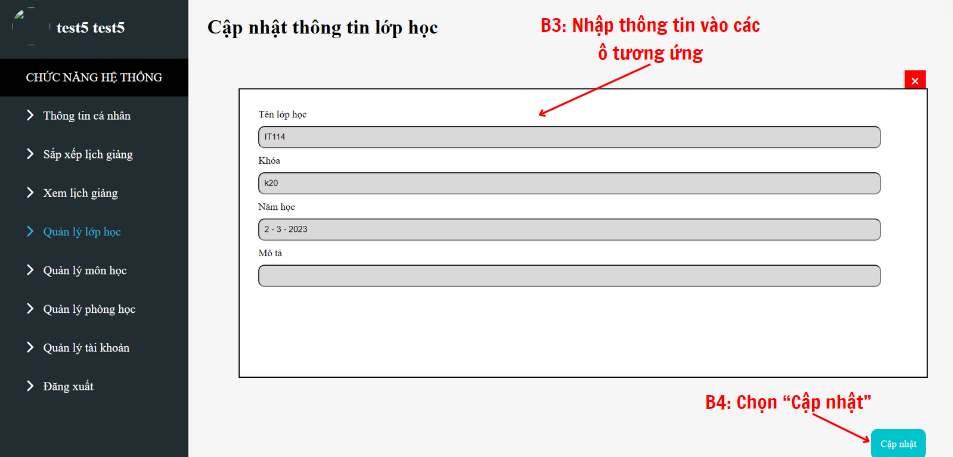 test5 test5
CHỨC NĂNG HỆ THỐNG
Thông tin cá nhân
Sắp xếp lịch giảng
Xem lịch giảng
Quản lý lớp học
Quản lý môn học
Quản lý phòng học
Quản lý tài khoản
Đăng xuất
Cập nhật thông tin lớp học
B3: Nhập thông tin vào các
ô tương ứng
×
Tên lớp học
IT114
Khóa
k20
Năm học
2 - 3 - 2023
Mô tả
B4: Chọn “Cập nhật”
Cập nhật